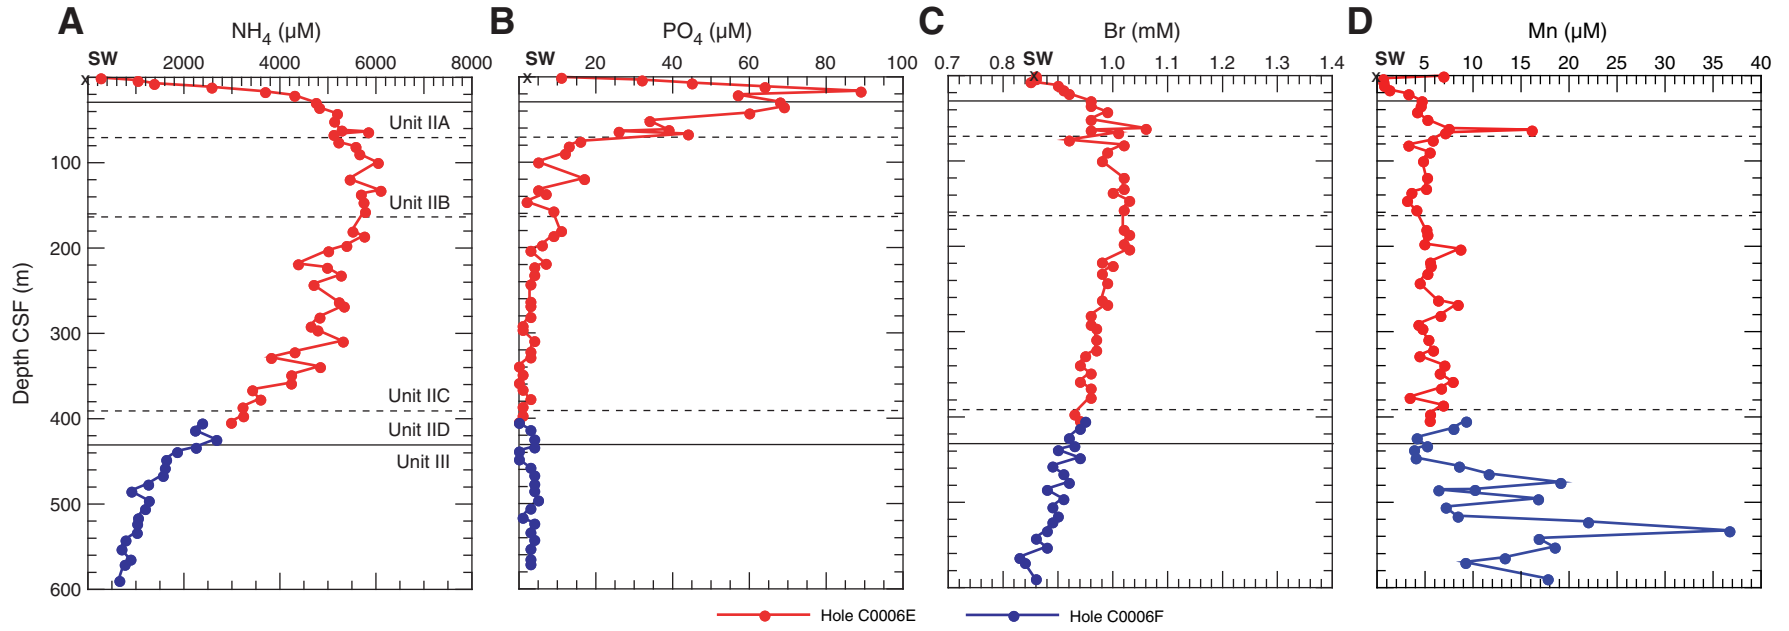 A
B
C
D
NH4 (µM)
PO4 (µM)
Br (mM)
Mn (µM)
SW 2000 4000 6000 8000
SW 20 40 60 80 100
0.7 0.8 SW 1.0 1.1 1.2 1.3 1.4
SW 5 10 15 20 25 30 35 40
x
x
x
x
Depth CSF (m)
100
200
300
400
500
600
Unit IIA
Unit IIB
Unit IIC
Unit IID
Unit III
Hole C0006E
Hole C0006F